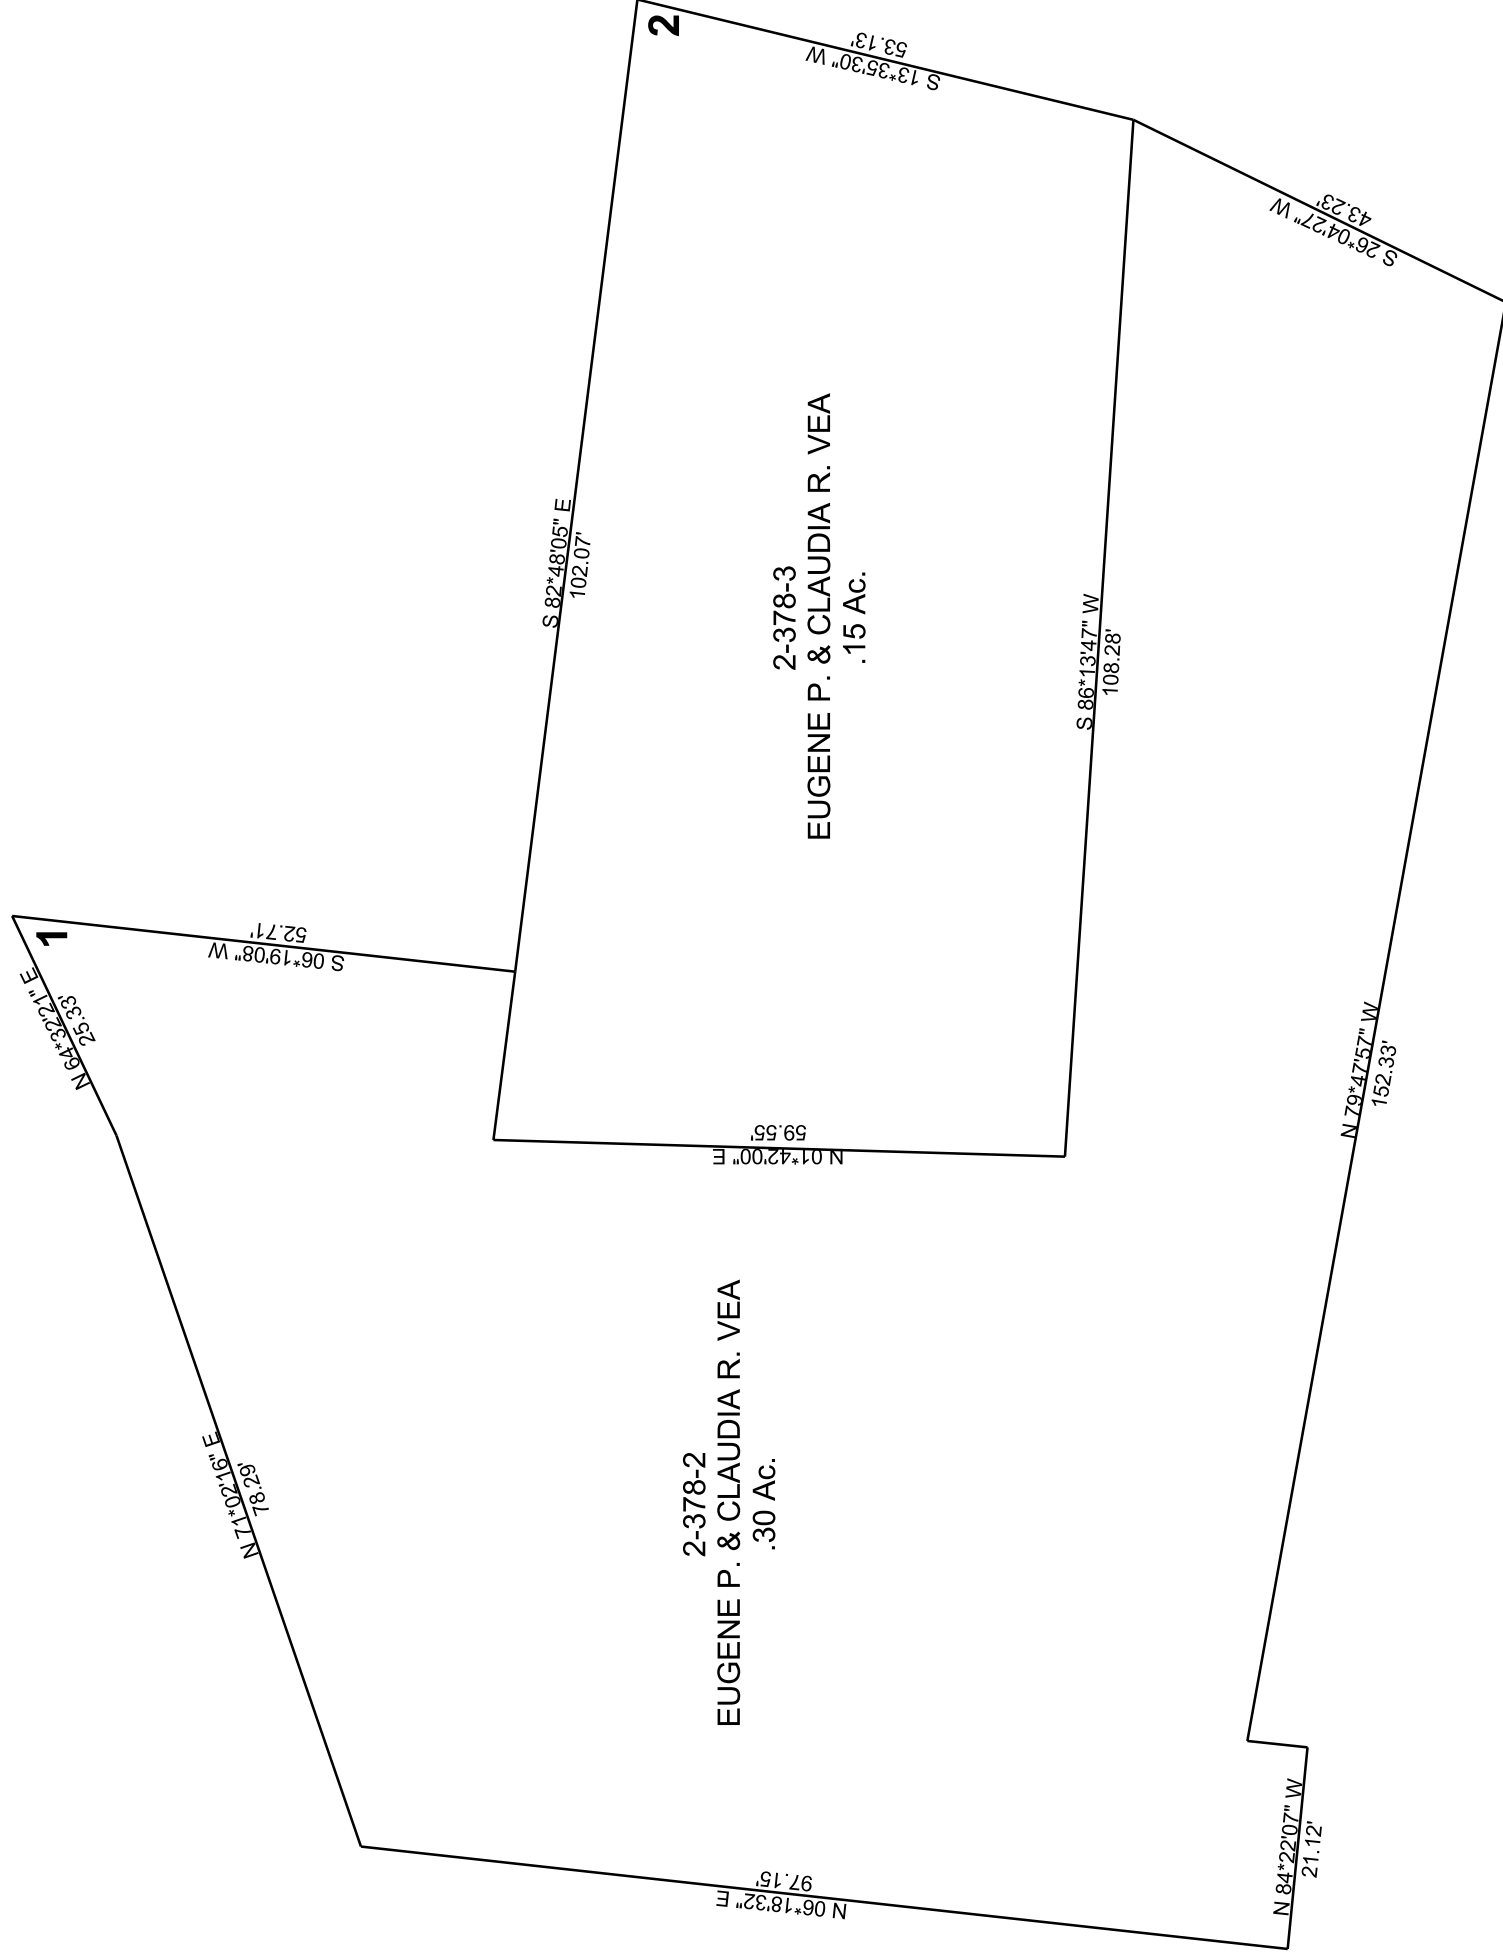 1
N 64*32'21" E
25.33'
S 06*19'08" W
52.71'
N 71*02'16" E
78.29'
2
S 13*35'30" W
53.13'
S 82*48'05" E
102.07'
2-378-3
EUGENE P. & CLAUDIA R. VEA
.15 Ac.
S 86*13'47" W
108.28'
N 01*42'00" E
59.55'
S 26*04'27" W
43.23'
2-378-2
EUGENE P. & CLAUDIA R. VEA
.30 Ac.
N 79*47'57" W
152.33'
N 06*18'32" E
97.15'
N 84*22'07" W
21.12'